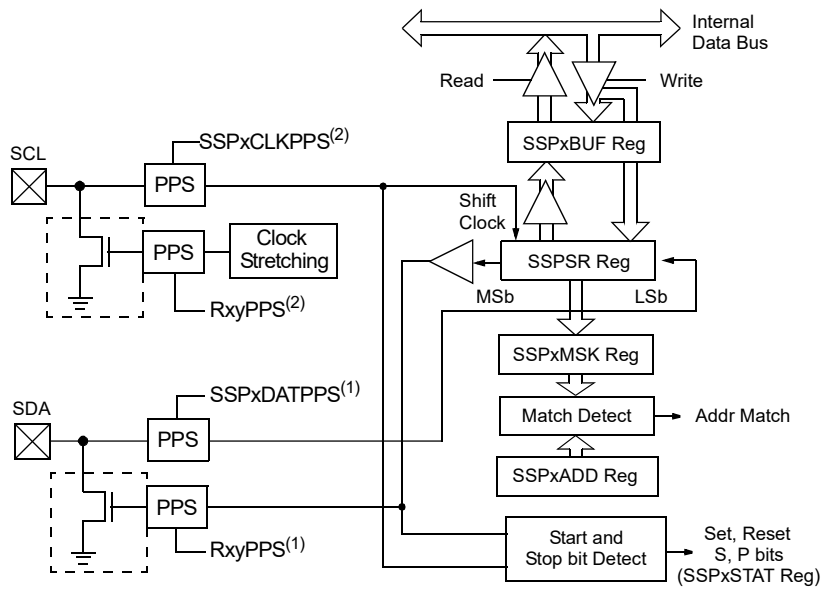 Internal
Data Bus
Read
Write
SSPxCLKPPS(2)
SSPxBUF Reg
SCL
PPS
Shift
Clock
PPS
Clock
Stretching
SSPSR Reg
MSb
LSb
RxyPPS(2)
SSPxMSK Reg
SSPxDATPPS(1)
SDA
Match Detect
Addr Match
PPS
SSPxADD Reg
PPS
Start and
Stop bit Detect
Set, Reset
S, P bits
(SSPxSTAT Reg)
RxyPPS(1)